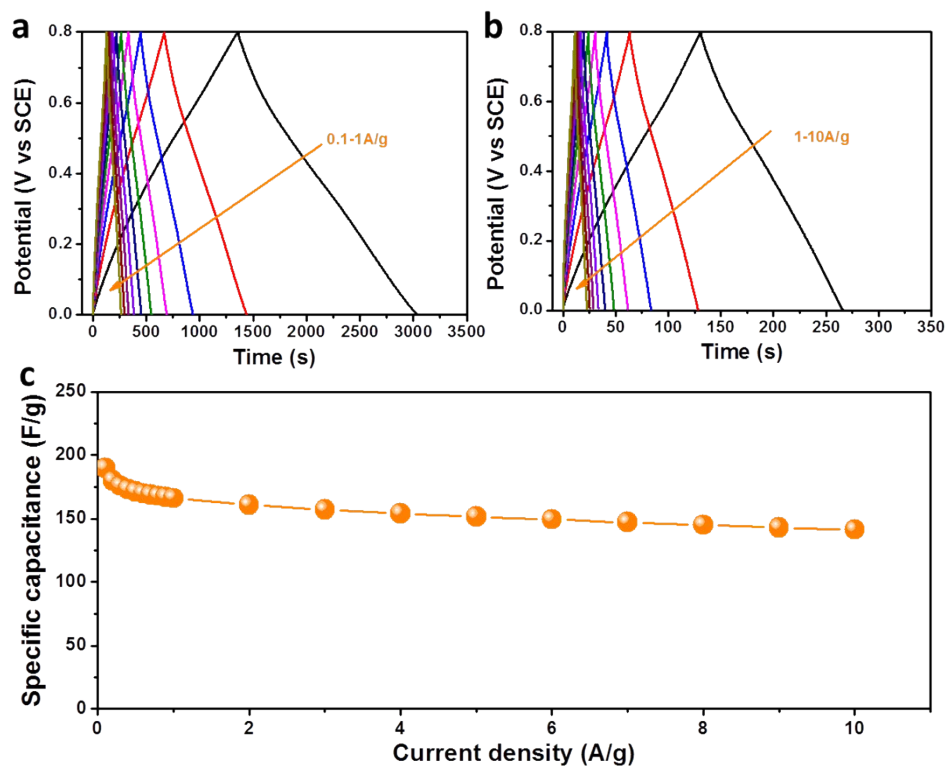 a
0.8
0.6
0.4
0.2
0.0
Potential (V vs SCE)
0.1-1A/g
0 500 1000 1500 2000 2500 3000 3500
Time (s)
b
0.8
0.6
0.4
0.2
0.0
Potential (V vs SCE)
1-10A/g
0 50 100 150 200 250 300 350
Time (s)
c
250
200
150
100
50
0
Specific capacitance (F/g)
0 2 4 6 8 10
Current density (A/g)